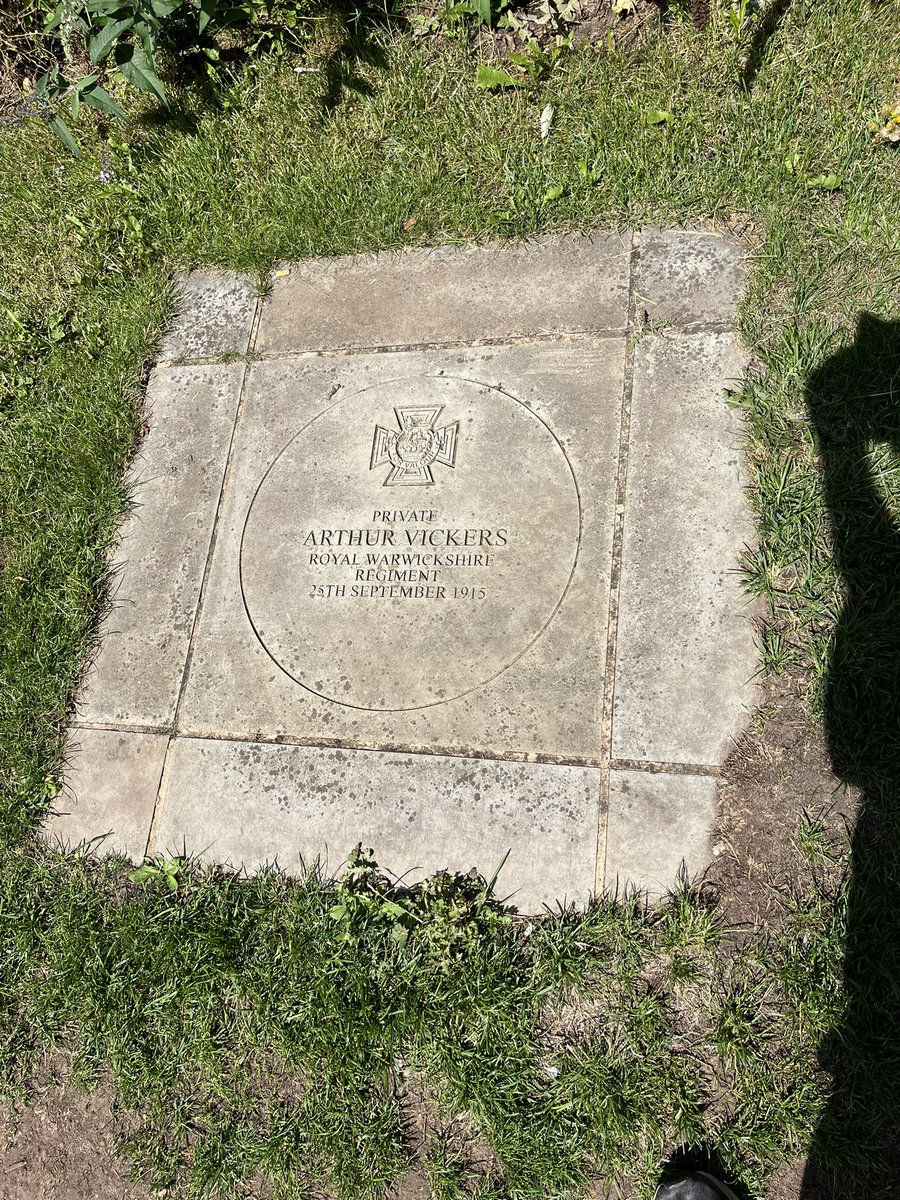 PRIVATE
ARTHUR VICKERS
ROYAL WARWICKSHIRE
REGIMENT
25TH SEPTEMBER 1915